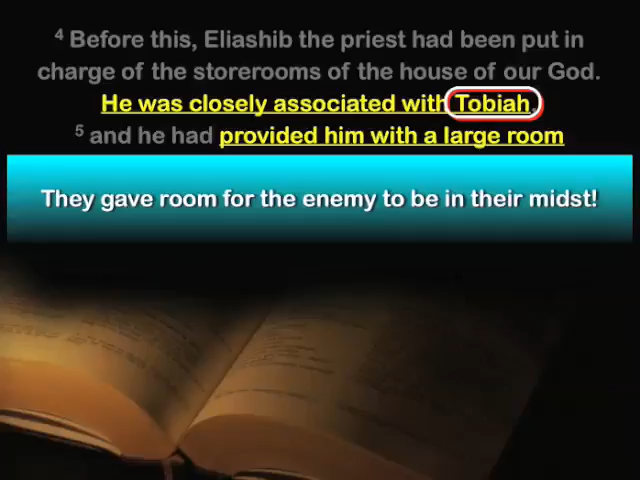 4 Before this, Eliashib the priest had been put in
charge of the storerooms of the house of our God.
He was closely associated with Tobiah,
5 and he had provided him with a large room
They gave room for the enemy to be in their midst!